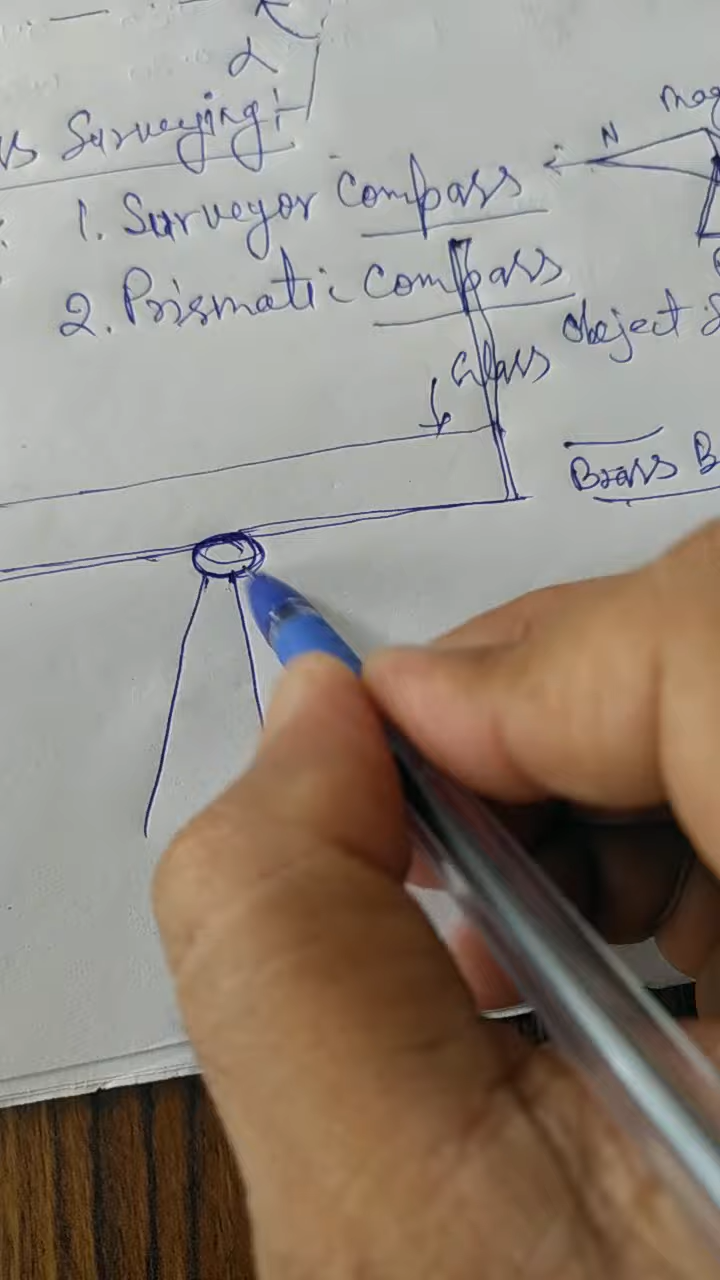 α
Surveying:-
1. Surveyor Compass
N
2. Prismatic Compass
Object
Glass
Brass B